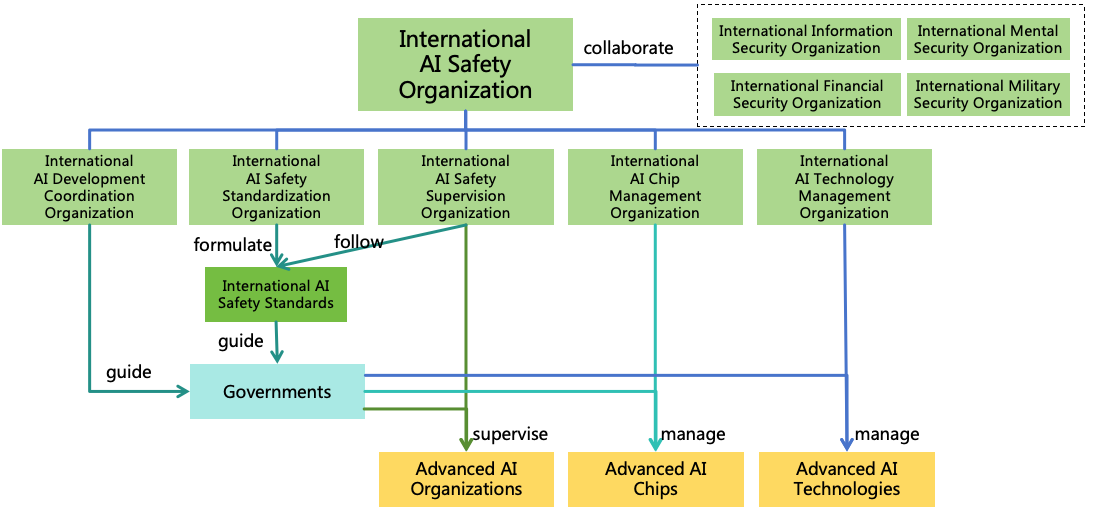 International
AI Safety
Organization
collaborate
International Information
Security Organization
International Mental
Security Organization
International Financial
Security Organization
International Military
Security Organization
International
AI Development
Coordination
Organization
International
AI Safety
Standardization
Organization
International
AI Safety
Supervision
Organization
International
AI Chip
Management
Organization
International
AI Technology
Management
Organization
formulate
follow
International AI
Safety Standards
guide
guide
Governments
supervise
manage
manage
Advanced AI
Organizations
Advanced AI
Chips
Advanced AI
Technologies